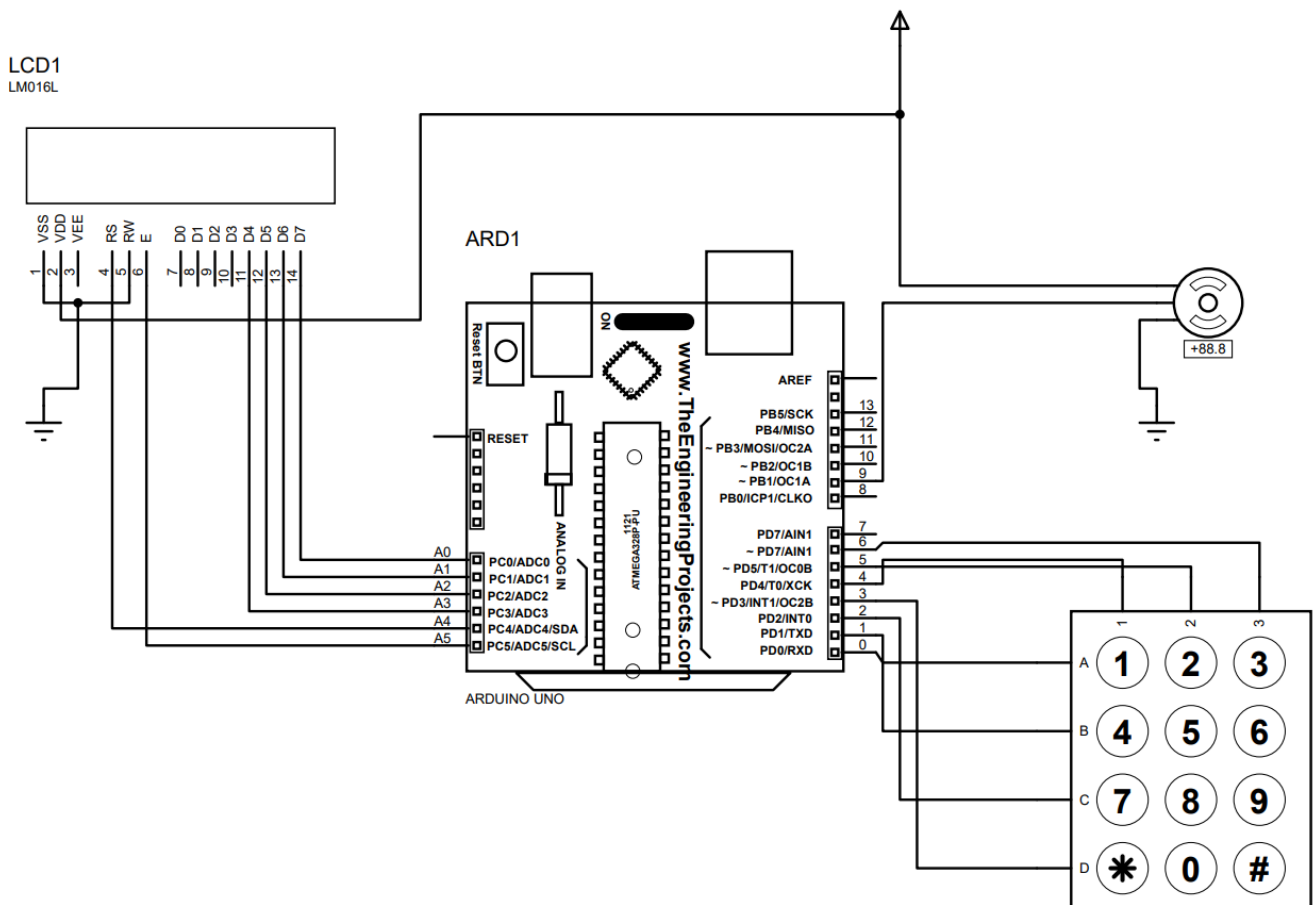 LCD1
LM016L
VSS
VDD
VEE
RS
RW
E
D0
D1
D2
D3
D4
D5
D6
D7
1
2
3
4
5
6
7
8
9
10
11
12
13
14
ARD1
Reset BTN
ON
www.TheEngineeringProjects.com
RESET
ANALOG IN
1121
ATMEGA328P-PU
AREF
PB5/SCK 13
PB4/MISO 12
~ PB3/MOSI/OC2A 11
~ PB2/OC1B 10
~ PB1/OC1A 9
PB0/ICP1/CLKO 8
PD7/AIN1 7
~ PD7/AIN1 6
~ PD5/T1/OC0B 5
PD4/T0/XCK 4
~ PD3/INT1/OC2B 3
PD2/INT0 2
PD1/TXD 1
PD0/RXD 0
A0 PC0/ADC0
A1 PC1/ADC1
A2 PC2/ADC2
A3 PC3/ADC3
A4 PC4/ADC4/SDA
A5 PC5/ADC5/SCL
ARDUINO UNO
+88.8
1 2 3
A 1 2 3
B 4 5 6
C 7 8 9
D * 0 #